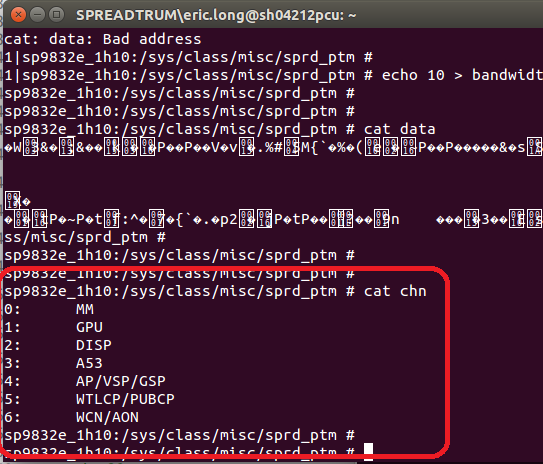 SPREADTRUM\eric.long@sh04212pcu: ~
cat: data: Bad address
1|sp9832e_1h10:/sys/class/misc/sprd_ptm #
1|sp9832e_1h10:/sys/class/misc/sprd_ptm # echo 10 > bandwidt
sp9832e_1h10:/sys/class/misc/sprd_ptm #
sp9832e_1h10:/sys/class/misc/sprd_ptm #
sp9832e_1h10:/sys/class/misc/sprd_ptm # cat data
ss/misc/sprd_ptm #
sp9832e_1h10:/sys/class/misc/sprd_ptm #
sp9832e_1h10:/sys/class/misc/sprd_ptm #
sp9832e_1h10:/sys/class/misc/sprd_ptm # cat chn
0: MM
1: GPU
2: DISP
3: A53
4: AP/VSP/GSP
5: WTLCP/PUBCP
6: WCN/AON
sp9832e_1h10:/sys/class/misc/sprd_ptm #
sp9832e_1h10:/sys/class/misc/sprd_ptm #